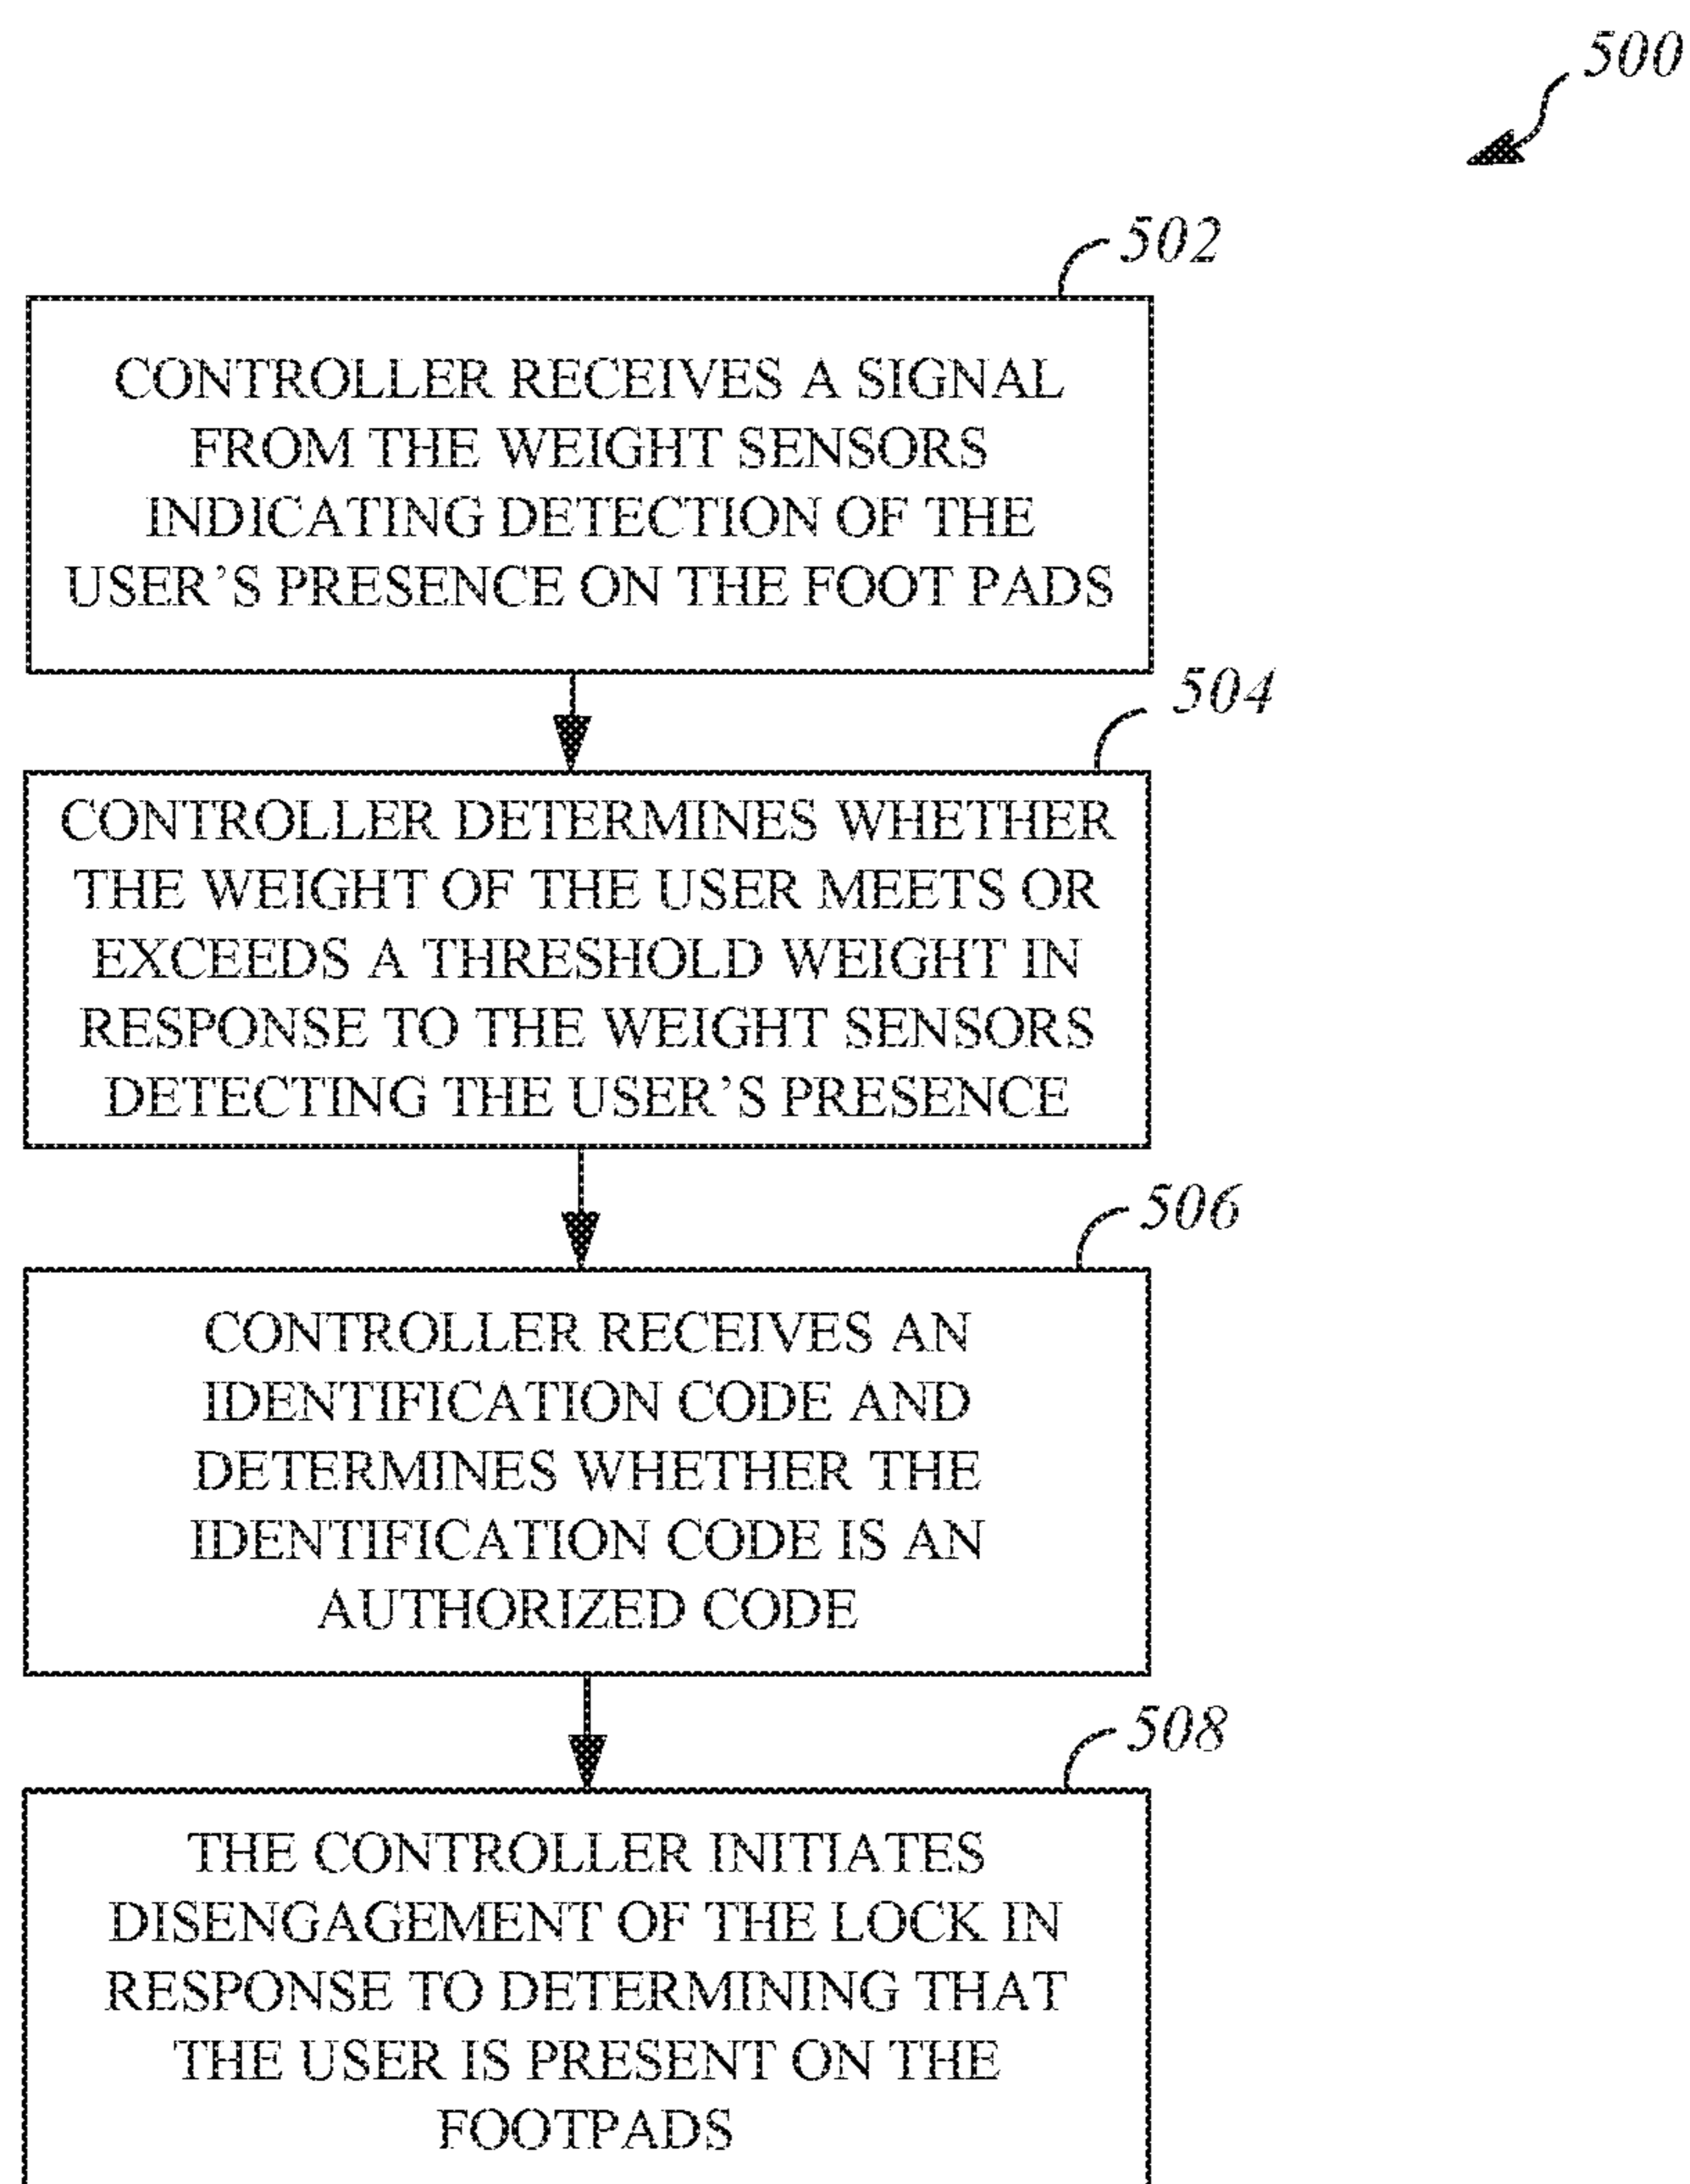 500
502
CONTROLLER RECEIVES A SIGNAL
FROM THE WEIGHT SENSORS
INDICATING DETECTION OF THE
USER’S PRESENCE ON THE FOOT PADS
504
CONTROLLER DETERMINES WHETHER
THE WEIGHT OF THE USER MEETS OR
EXCEEDS A THRESHOLD WEIGHT IN
RESPONSE TO THE WEIGHT SENSORS
DETECTING THE USER’S PRESENCE
506
CONTROLLER RECEIVES AN
IDENTIFICATION CODE AND
DETERMINES WHETHER THE
IDENTIFICATION CODE IS AN
AUTHORIZED CODE
508
THE CONTROLLER INITIATES
DISENGAGEMENT OF THE LOCK IN
RESPONSE TO DETERMINING THAT
THE USER IS PRESENT ON THE
FOOTPADS